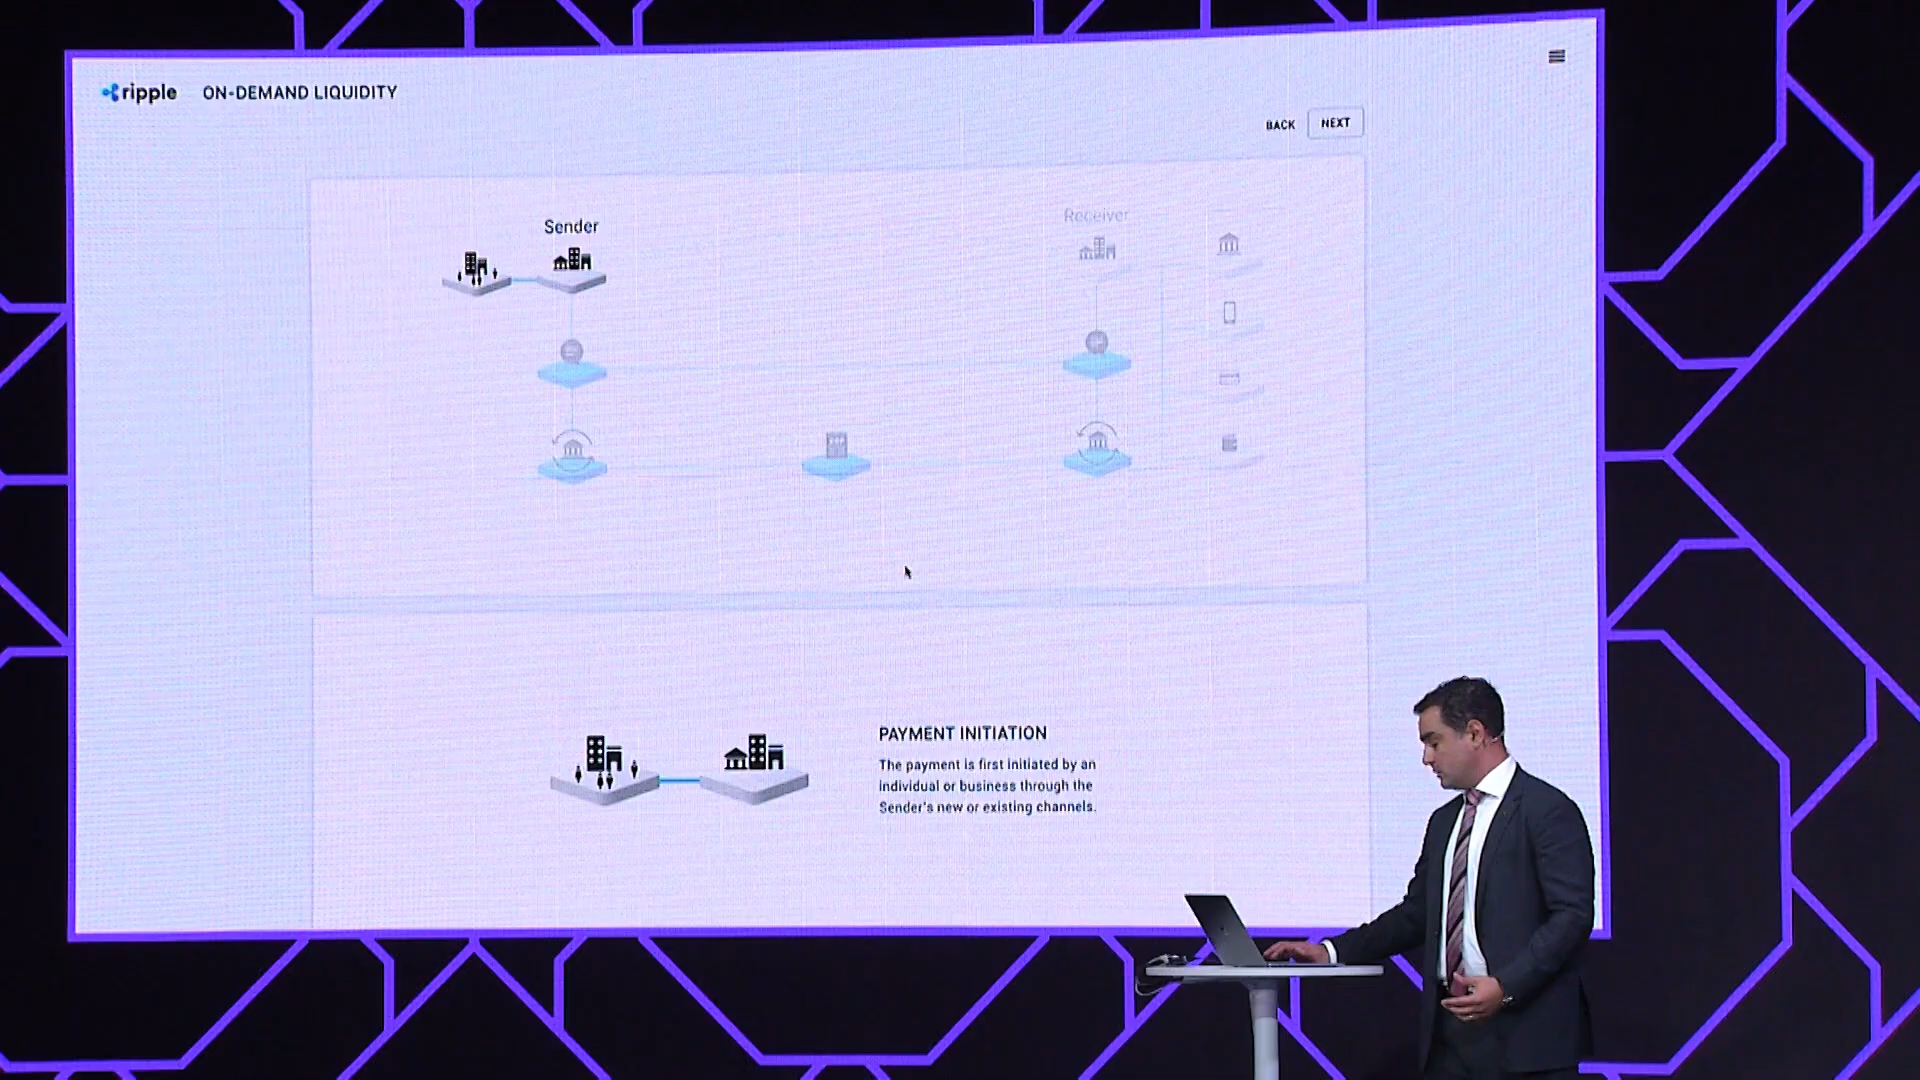 ripple ON-DEMAND LIQUIDITY
BACK NEXT
Sender
Receiver
PAYMENT INITIATION
The payment is first initiated by an
individual or business through the
Sender's new or existing channels.